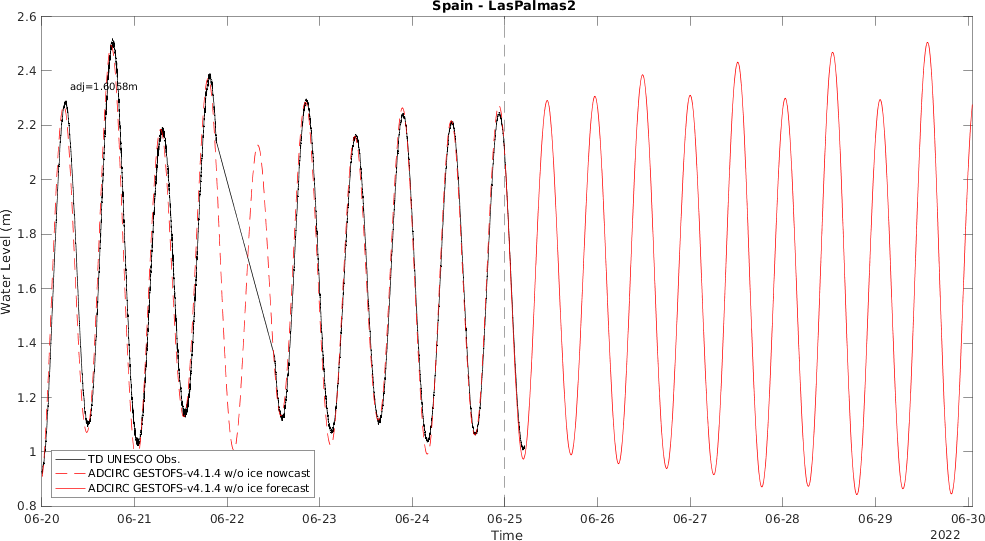 Spain - LasPalmas2
2.6
2.4
adj=1.6058m
2.2
2
1.8
1.6
1.4
1.2
1
0.8
Water Level (m)
TD UNESCO Obs.
ADCIRC GESTOFS-v4.1.4 w/o ice nowcast
ADCIRC GESTOFS-v4.1.4 w/o ice forecast
06-20 06-21 06-22 06-23 06-24 06-25 06-26 06-27 06-28 06-29 06-30
Time
2022